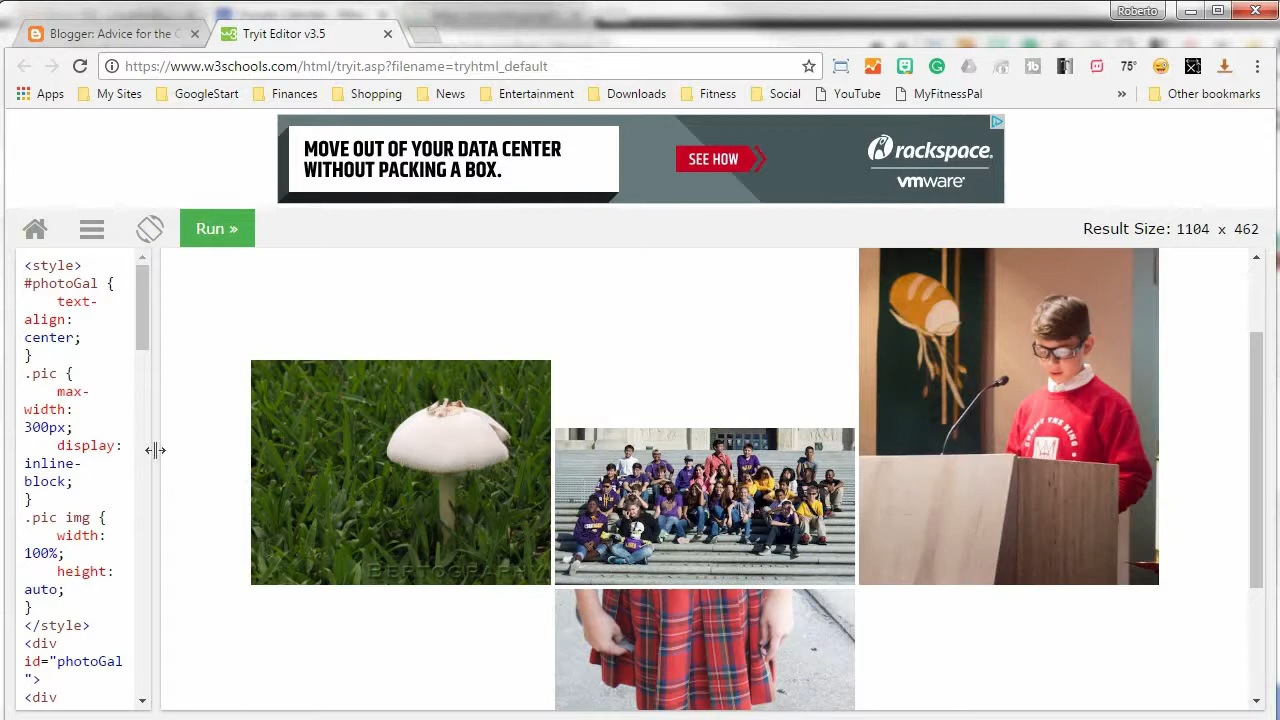 Roberto
Blogger: Advice for the C
Tryit Editor v3.5
https://www.w3schools.com/html/tryit.asp?filename=tryhtml_default
75°
Apps My Sites GoogleStart Finances Shopping News Entertainment Downloads Fitness Social YouTube MyFitnessPal » Other bookmarks
MOVE OUT OF YOUR DATA CENTER
WITHOUT PACKING A BOX.
SEE HOW
rackspace.
vmware
Run »
Result Size: 1104 x 462
<style>
#photoGal {
text-
align:
center;
}
.pic {
max-
width:
300px;
display:
inline-
block;
}
.pic img {
width:
100%;
height:
auto;
}
</style>
<div
id="photoGal
">
<div